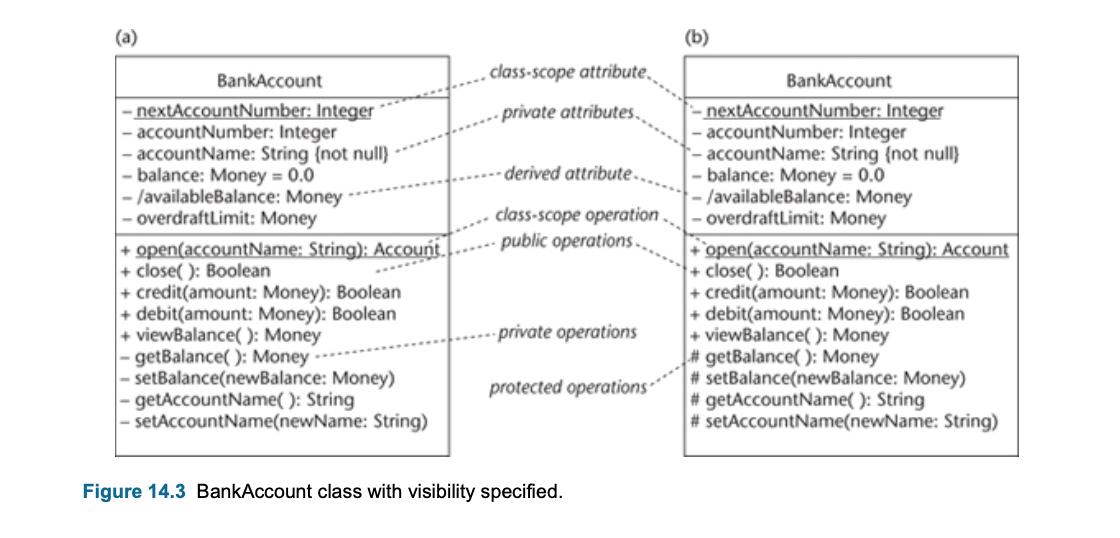 (a)
BankAccount
– nextAccountNumber: Integer
– accountNumber: Integer
– accountName: String {not null}
– balance: Money = 0.0
– /availableBalance: Money
– overdraftLimit: Money
+ open(accountName: String): Account
+ close( ): Boolean
+ credit(amount: Money): Boolean
+ debit(amount: Money): Boolean
+ viewBalance( ): Money
– getBalance( ): Money
– setBalance(newBalance: Money)
– getAccountName( ): String
– setAccountName(newName: String)
class-scope attribute
private attributes
derived attribute
class-scope operation
public operations
private operations
protected operations
(b)
BankAccount
– nextAccountNumber: Integer
– accountNumber: Integer
– accountName: String {not null}
– balance: Money = 0.0
– /availableBalance: Money
– overdraftLimit: Money
+ open(accountName: String): Account
+ close( ): Boolean
+ credit(amount: Money): Boolean
+ debit(amount: Money): Boolean
+ viewBalance( ): Money
# getBalance( ): Money
# setBalance(newBalance: Money)
# getAccountName( ): String
# setAccountName(newName: String)
Figure 14.3 BankAccount class with visibility specified.